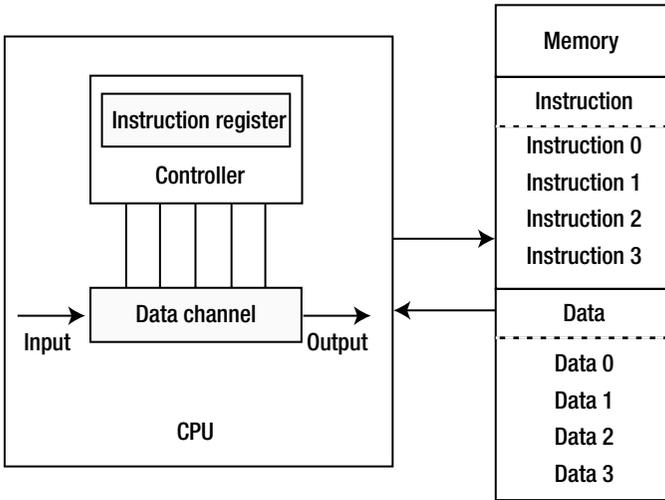 Instruction register
Controller
Data channel
Input
Output
CPU
Memory
Instruction
Instruction 0
Instruction 1
Instruction 2
Instruction 3
Data
Data 0
Data 1
Data 2
Data 3